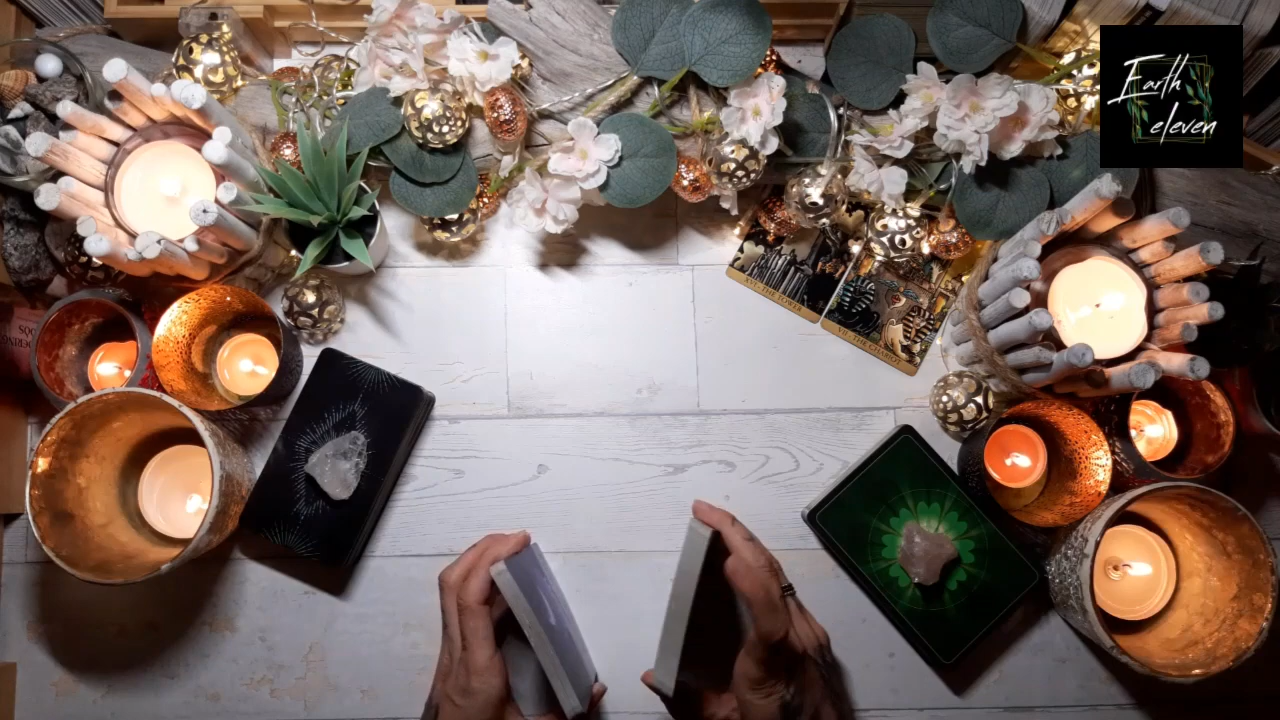 Earth
eleven
XVI · THE TOWER
VII · THE CHARIOT